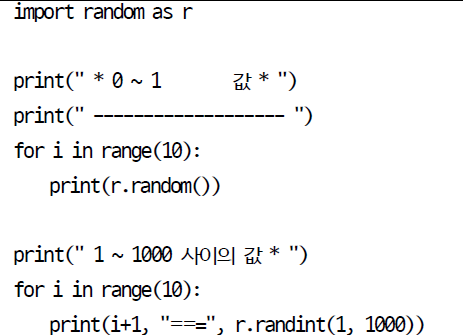 import random as r
print(" * 0 ~ 1 값 * ")
print(" ------------------- ")
for i in range(10):
print(r.random())
print(" 1 ~ 1000 사이의 값 * ")
for i in range(10):
print(i+1, "===", r.randint(1, 1000))